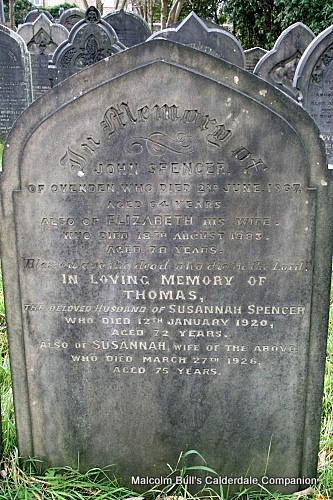 In Memory of
JOHN SPENCER.
OF OVENDEN WHO DIED 2ND JUNE. 1867.
AGED 64 YEARS
ALSO OF ELIZABETH HIS WIFE.
WHO DIED 18TH AUGUST 1883.
AGED 78 YEARS.
Blessed are the dead who die in the Lord.
IN LOVING MEMORY OF
THOMAS,
THE BELOVED HUSBAND OF SUSANNAH SPENCER
WHO DIED 12TH JANUARY 1920,
AGED 72 YEARS.
ALSO OF SUSANNAH, WIFE OF THE ABOVE
WHO DIED MARCH 27TH 1926,
AGED 75 YEARS.
Malcolm Bull's Calderdale Companion